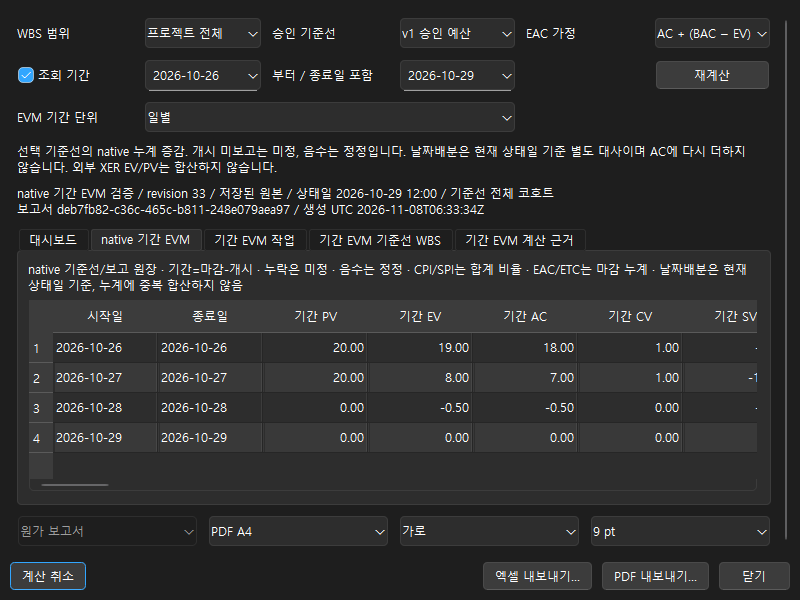 WBS 범위 프로젝트 전체 승인 기준선 v1 승인 예산 EAC 가정 AC + (BAC − EV)
조회 기간 2026-10-26 부터 / 종료일 포함 2026-10-29 재계산
EVM 기간 단위 일별
선택 기준선의 native 누계 증감. 개시 미보고는 미정, 음수는 정정입니다. 날짜배분은 현재 상태일 기준 별도 대사이며 AC에 다시 더하지
않습니다. 외부 XER EV/PV는 합산하지 않습니다.
native 기간 EVM 검증 / revision 33 / 저장된 원본 / 상태일 2026-10-29 12:00 / 기준선 전체 코호트
보고서 deb7fb82-c36c-465c-b811-248e079aea97 / 생성 UTC 2026-11-08T06:33:34Z
대시보드 native 기간 EVM 기간 EVM 작업 기간 EVM 기준선 WBS 기간 EVM 계산 근거
native 기준선/보고 원장 · 기간=마감-개시 · 누락은 미정 · 음수는 정정 · CPI/SPI는 합계 비율 · EAC/ETC는 마감 누계 · 날짜배분은 현재
상태일 기준, 누계에 중복 합산하지 않음
시작일 종료일 기간 PV 기간 EV 기간 AC 기간 CV 기간 SV
1 2026-10-26 2026-10-26 20.00 19.00 18.00 1.00 -
2 2026-10-27 2026-10-27 20.00 8.00 7.00 1.00 -1
3 2026-10-28 2026-10-28 0.00 -0.50 -0.50 0.00 -
4 2026-10-29 2026-10-29 0.00 0.00 0.00 0.00
원가 보고서 PDF A4 가로 9 pt
계산 취소 엑셀 내보내기... PDF 내보내기... 닫기